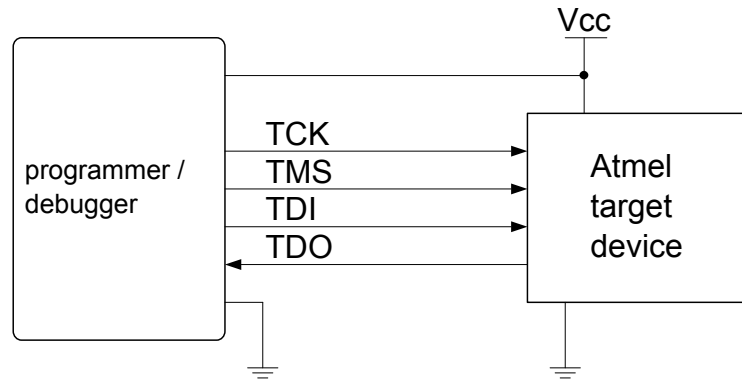 Vcc
programmer /
debugger
TCK
TMS
TDI
TDO
Atmel
target
device